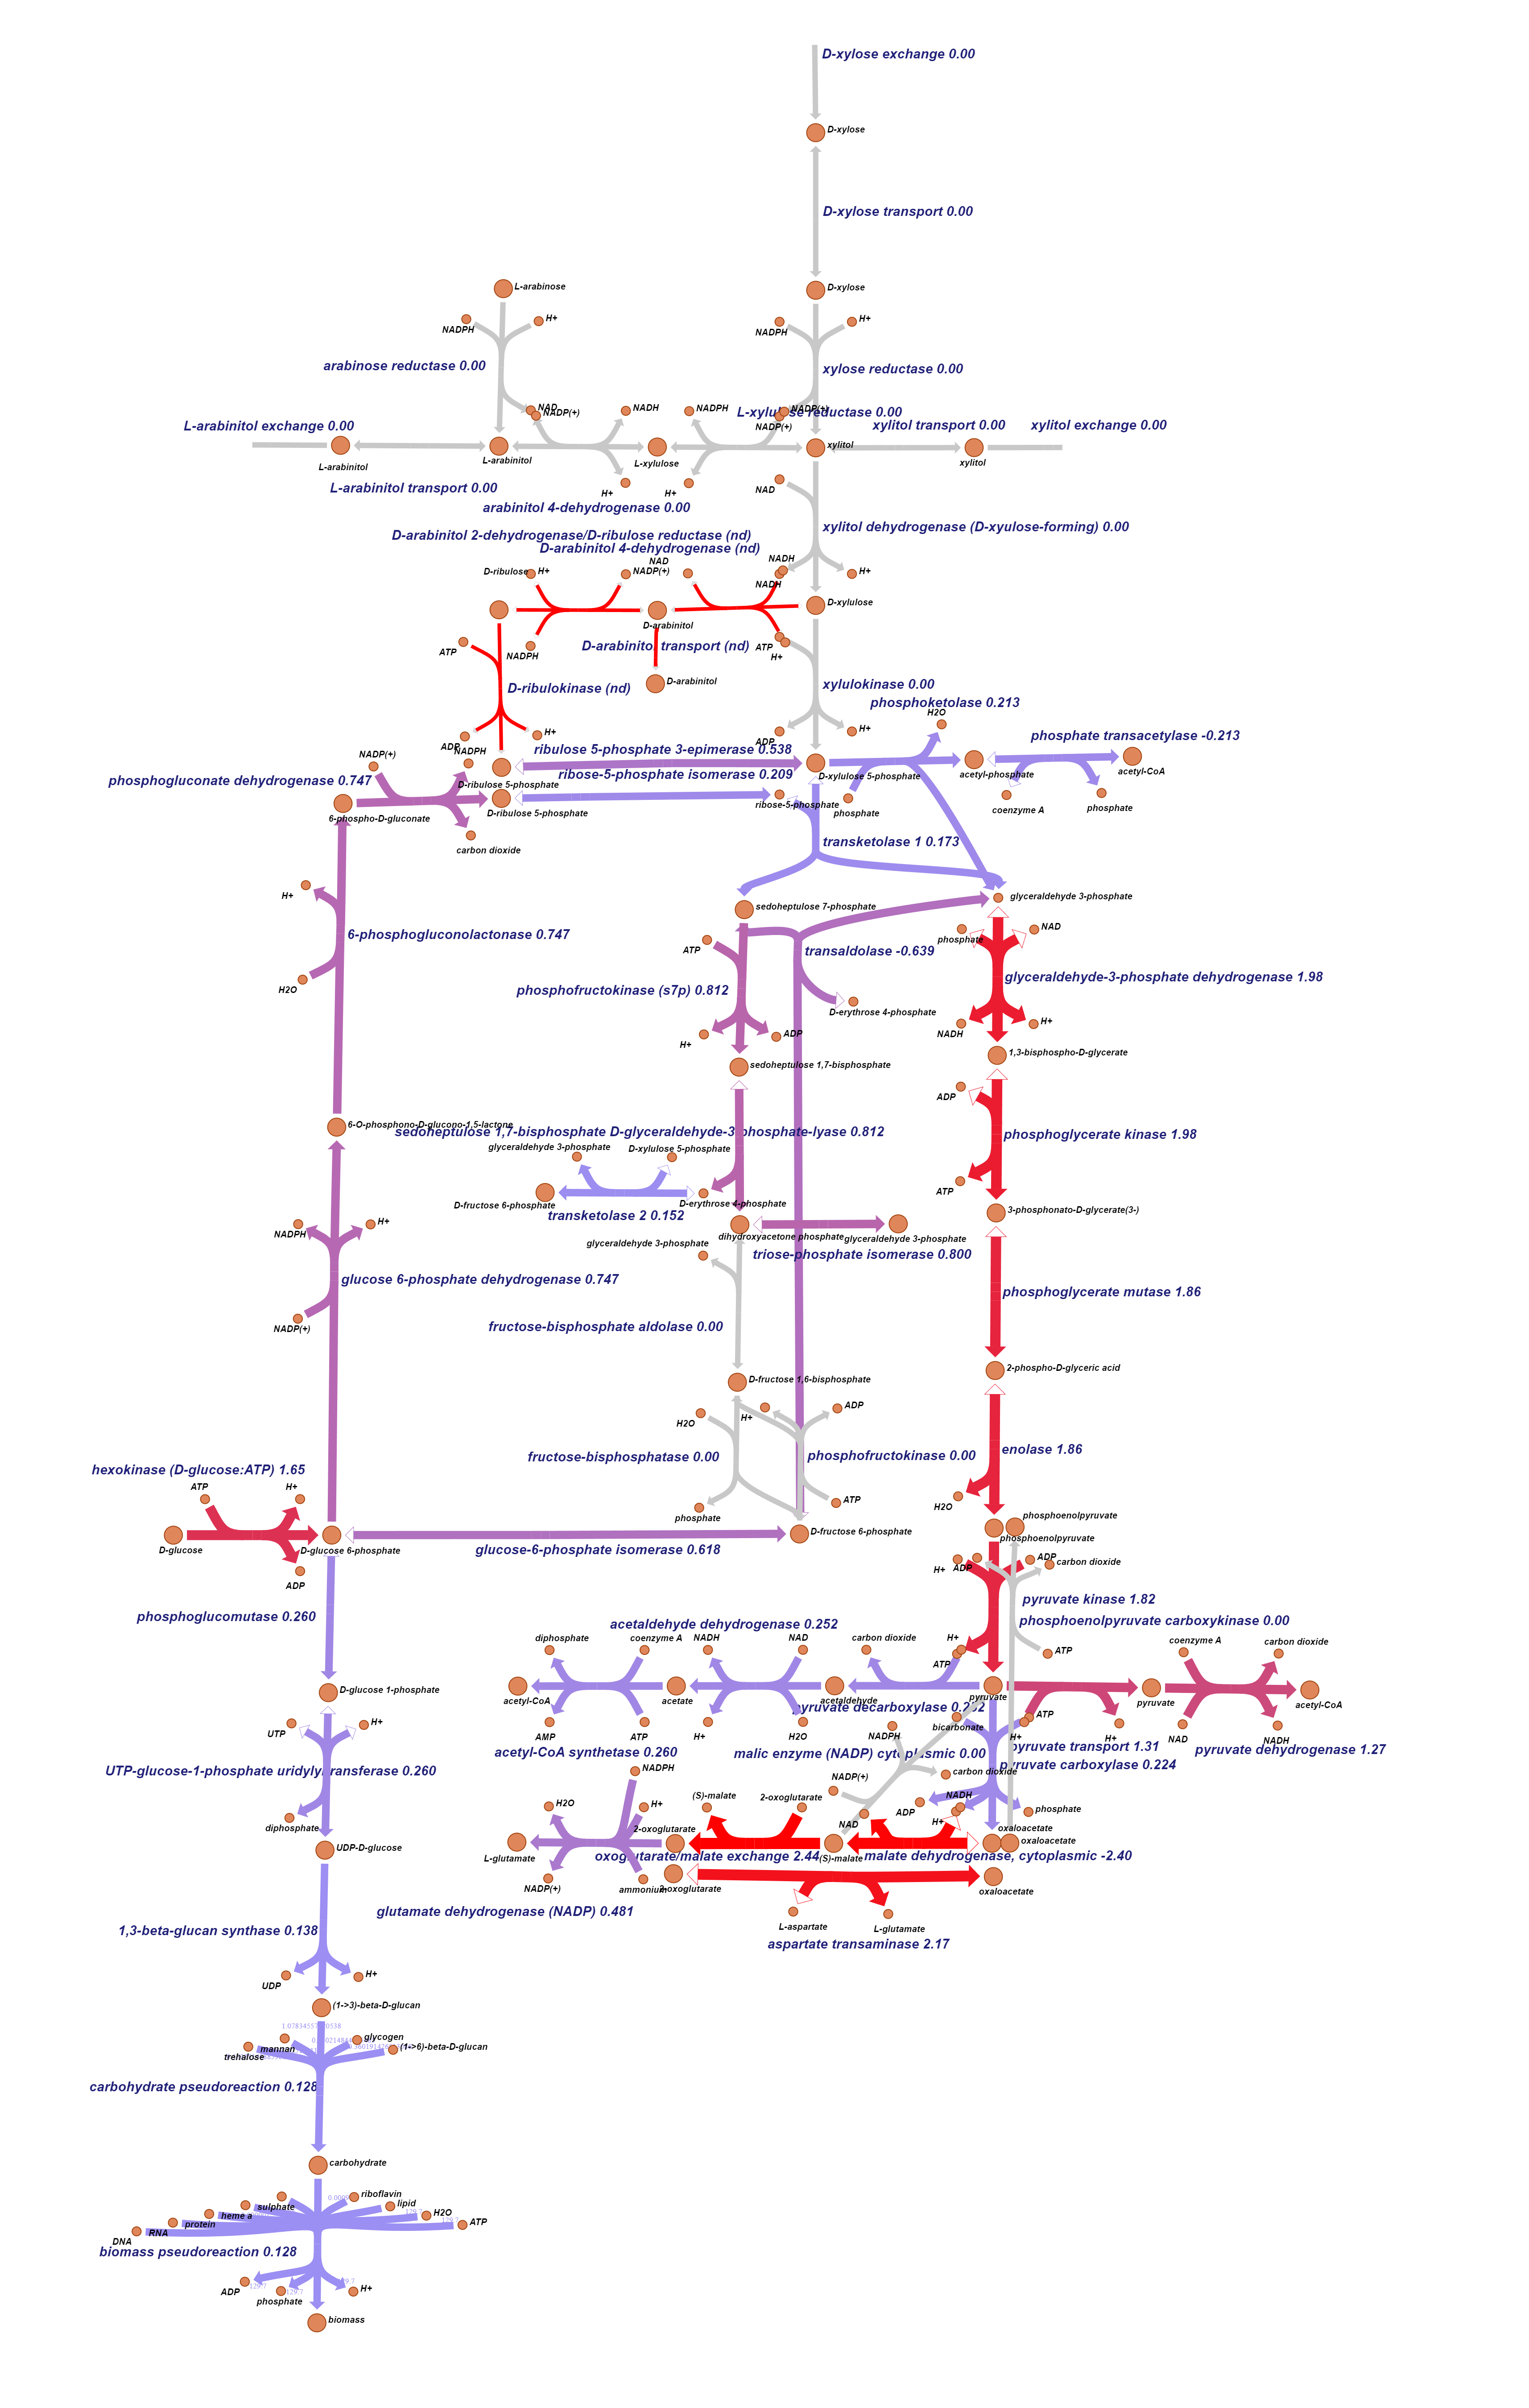 D-xylose exchange 0.00
D-xylose
D-xylose transport 0.00
L-arabinose
D-xylose
NADPH
H+
NADPH
H+
arabinose reductase 0.00
xylose reductase 0.00
NAD
NADP(+)
NADH
NADPH
L-xylulose reductase 0.00
NADP(+)
NADP(+)
L-arabinitol exchange 0.00
xylitol transport 0.00
xylitol exchange 0.00
L-arabinitol
L-arabinitol
L-xylulose
xylitol
xylitol
L-arabinitol transport 0.00
H+
H+
NAD
arabinitol 4-dehydrogenase 0.00
xylitol dehydrogenase (D-xyulose-forming) 0.00
D-arabinitol 2-dehydrogenase/D-ribulose reductase (nd)
D-arabinitol 4-dehydrogenase (nd)
NAD
NADH
D-ribulose
H+
NADP(+)
NADH
H+
D-arabinitol
D-xylulose
ATP
NADPH
D-arabinitol transport (nd)
ATP
H+
D-arabinitol
D-ribulokinase (nd)
xylulokinase 0.00
phosphoketolase 0.213
H2O
ADP
H+
ADP
H+
phosphate transacetylase -0.213
NADP(+)
NADPH
ribulose 5-phosphate 3-epimerase 0.538
phosphogluconate dehydrogenase 0.747
ribose-5-phosphate isomerase 0.209
D-ribulose 5-phosphate
D-xylulose 5-phosphate
acetyl-phosphate
acetyl-CoA
6-phospho-D-gluconate
D-ribulose 5-phosphate
ribose-5-phosphate
phosphate
coenzyme A
phosphate
carbon dioxide
transketolase 1 0.173
H+
sedoheptulose 7-phosphate
glyceraldehyde 3-phosphate
6-phosphogluconolactonase 0.747
ATP
transaldolase -0.639
phosphate
NAD
H2O
phosphofructokinase (s7p) 0.812
glyceraldehyde-3-phosphate dehydrogenase 1.98
D-erythrose 4-phosphate
H+
ADP
NADH
H+
sedoheptulose 1,7-bisphosphate
1,3-bisphospho-D-glycerate
ADP
6-O-phosphono-D-glucono-1,5-lactone
sedoheptulose 1,7-bisphosphate D-glyceraldehyde-3-phosphate-lyase 0.812
phosphoglycerate kinase 1.98
glyceraldehyde 3-phosphate
D-xylulose 5-phosphate
ATP
D-fructose 6-phosphate
D-erythrose 4-phosphate
transketolase 2 0.152
3-phosphonato-D-glycerate(3-)
NADPH
H+
dihydroxyacetone phosphate
glyceraldehyde 3-phosphate
glyceraldehyde 3-phosphate
triose-phosphate isomerase 0.800
glucose 6-phosphate dehydrogenase 0.747
phosphoglycerate mutase 1.86
NADP(+)
fructose-bisphosphate aldolase 0.00
D-fructose 1,6-bisphosphate
2-phospho-D-glyceric acid
H2O
H+
ADP
fructose-bisphosphatase 0.00
phosphofructokinase 0.00
enolase 1.86
hexokinase (D-glucose:ATP) 1.65
ATP
H+
phosphate
ATP
H2O
D-glucose
D-glucose 6-phosphate
glucose-6-phosphate isomerase 0.618
D-fructose 6-phosphate
phosphoenolpyruvate
phosphoenolpyruvate
ADP
H+
ADP
ADP
carbon dioxide
phosphoglucomutase 0.260
pyruvate kinase 1.82
phosphoenolpyruvate carboxykinase 0.00
acetaldehyde dehydrogenase 0.252
diphosphate
coenzyme A
NADH
NAD
carbon dioxide
H+
ATP
ATP
coenzyme A
carbon dioxide
D-glucose 1-phosphate
acetyl-CoA
acetate
acetaldehyde
pyruvate
pyruvate
acetyl-CoA
pyruvate decarboxylase 0.252
UTP
H+
AMP
ATP
H+
H2O
NADPH
bicarbonate
ATP
H+
H+
NAD
NADH
acetyl-CoA synthetase 0.260
malic enzyme (NADP) cytoplasmic 0.00
pyruvate transport 1.31
pyruvate dehydrogenase 1.27
pyruvate carboxylase 0.224
UTP-glucose-1-phosphate uridylyltransferase 0.260
NADPH
NADP(+)
carbon dioxide
H2O
H+
(S)-malate
2-oxoglutarate
NADH
ADP
phosphate
diphosphate
NAD
H+
2-oxoglutarate
oxaloacetate
oxaloacetate
UDP-D-glucose
L-glutamate
oxoglutarate/malate exchange 2.44
(S)-malate
malate dehydrogenase, cytoplasmic -2.40
NADP(+)
ammonium
2-oxoglutarate
oxaloacetate
glutamate dehydrogenase (NADP) 0.481
L-aspartate
L-glutamate
1,3-beta-glucan synthase 0.138
aspartate transaminase 2.17
UDP
H+
(1->3)-beta-D-glucan
mannan
glycogen
trehalose
(1->6)-beta-D-glucan
carbohydrate pseudoreaction 0.128
carbohydrate
sulphate
riboflavin
lipid
heme a
H2O
protein
ATP
RNA
DNA
129.7
129.7
biomass pseudoreaction 0.128
ADP
phosphate
H+
129.7
129.7
biomass